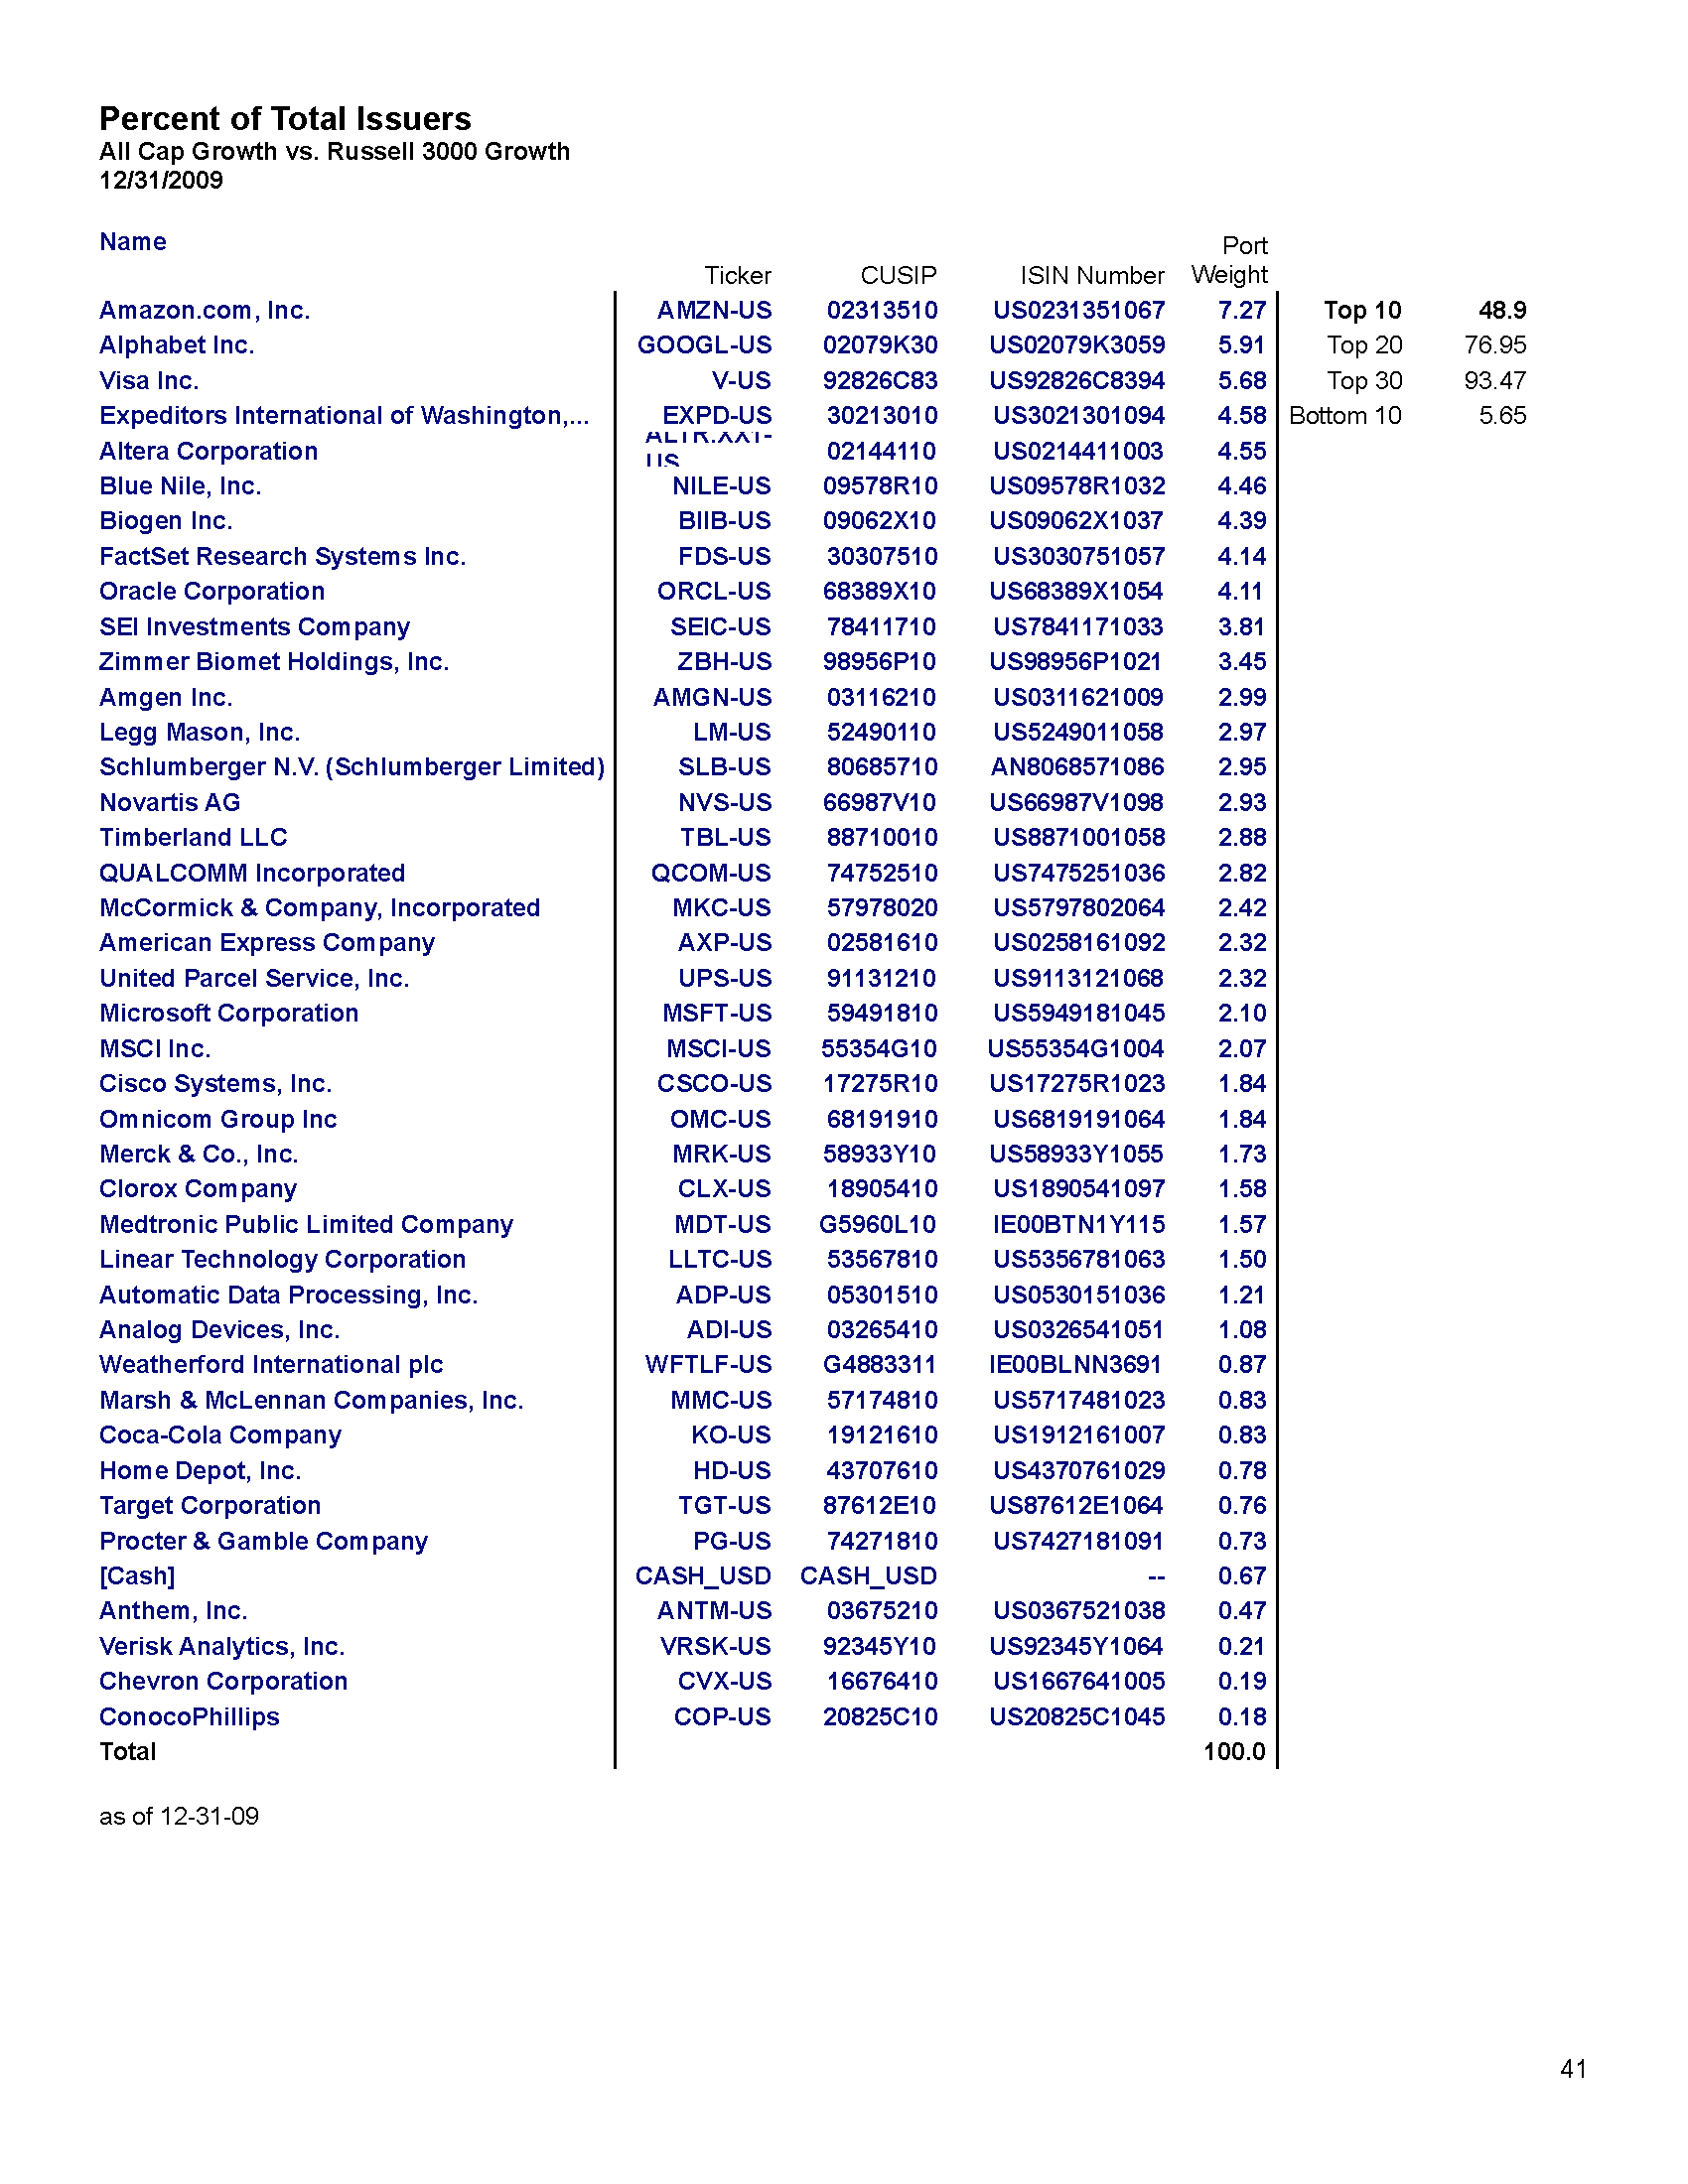 Percent of Total Issuers
All Cap Growth vs. Russell 3000 Growth
12/31/2009
Name Ticker CUSIP ISIN Number Port Weight
Amazon.com, Inc. AMZN-US 02313510 US0231351067 7.27 Top 10 48.9
Alphabet Inc. GOOGL-US 02079K30 US02079K3059 5.91 Top 20 76.95
Visa Inc. V-US 92826C83 US92826C8394 5.68 Top 30 93.47
Expeditors International of Washington,... EXPD-US 30213010 US3021301094 4.58 Bottom 10 5.65
Altera Corporation 02144110 US0214411003 4.55
Blue Nile, Inc. NILE-US 09578R10 US09578R1032 4.46
Biogen Inc. BIIB-US 09062X10 US09062X1037 4.39
FactSet Research Systems Inc. FDS-US 30307510 US3030751057 4.14
Oracle Corporation ORCL-US 68389X10 US68389X1054 4.11
SEI Investments Company SEIC-US 78411710 US7841171033 3.81
Zimmer Biomet Holdings, Inc. ZBH-US 98956P10 US98956P1021 3.45
Amgen Inc. AMGN-US 03116210 US0311621009 2.99
Legg Mason, Inc. LM-US 52490110 US5249011058 2.97
Schlumberger N.V. (Schlumberger Limited) SLB-US 80685710 AN8068571086 2.95
Novartis AG NVS-US 66987V10 US66987V1098 2.93
Timberland LLC TBL-US 88710010 US8871001058 2.88
QUALCOMM Incorporated QCOM-US 74752510 US7475251036 2.82
McCormick & Company, Incorporated MKC-US 57978020 US5797802064 2.42
American Express Company AXP-US 02581610 US0258161092 2.32
United Parcel Service, Inc. UPS-US 91131210 US9113121068 2.32
Microsoft Corporation MSFT-US 59491810 US5949181045 2.10
MSCI Inc. MSCI-US 55354G10 US55354G1004 2.07
Cisco Systems, Inc. CSCO-US 17275R10 US17275R1023 1.84
Omnicom Group Inc OMC-US 68191910 US6819191064 1.84
Merck & Co., Inc. MRK-US 58933Y10 US58933Y1055 1.73
Clorox Company CLX-US 18905410 US1890541097 1.58
Medtronic Public Limited Company MDT-US G5960L10 IE00BTN1Y115 1.57
Linear Technology Corporation LLTC-US 53567810 US5356781063 1.50
Automatic Data Processing, Inc. ADP-US 05301510 US0530151036 1.21
Analog Devices, Inc. ADI-US 03265410 US0326541051 1.08
Weatherford International plc WFTLF-US G4883311 IE00BLNN3691 0.87
Marsh & McLennan Companies, Inc. MMC-US 57174810 US5717481023 0.83
Coca-Cola Company KO-US 19121610 US1912161007 0.83
Home Depot, Inc. HD-US 43707610 US4370761029 0.78
Target Corporation TGT-US 87612E10 US87612E1064 0.76
Procter & Gamble Company PG-US 74271810 US7427181091 0.73
[Cash] CASH_USD CASH_USD -- 0.67
Anthem, Inc. ANTM-US 03675210 US0367521038 0.47
Verisk Analytics, Inc. VRSK-US 92345Y10 US92345Y1064 0.21
Chevron Corporation CVX-US 16676410 US1667641005 0.19
ConocoPhillips COP-US 20825C10 US20825C1045 0.18
Total 100.0
as of 12-31-09
41